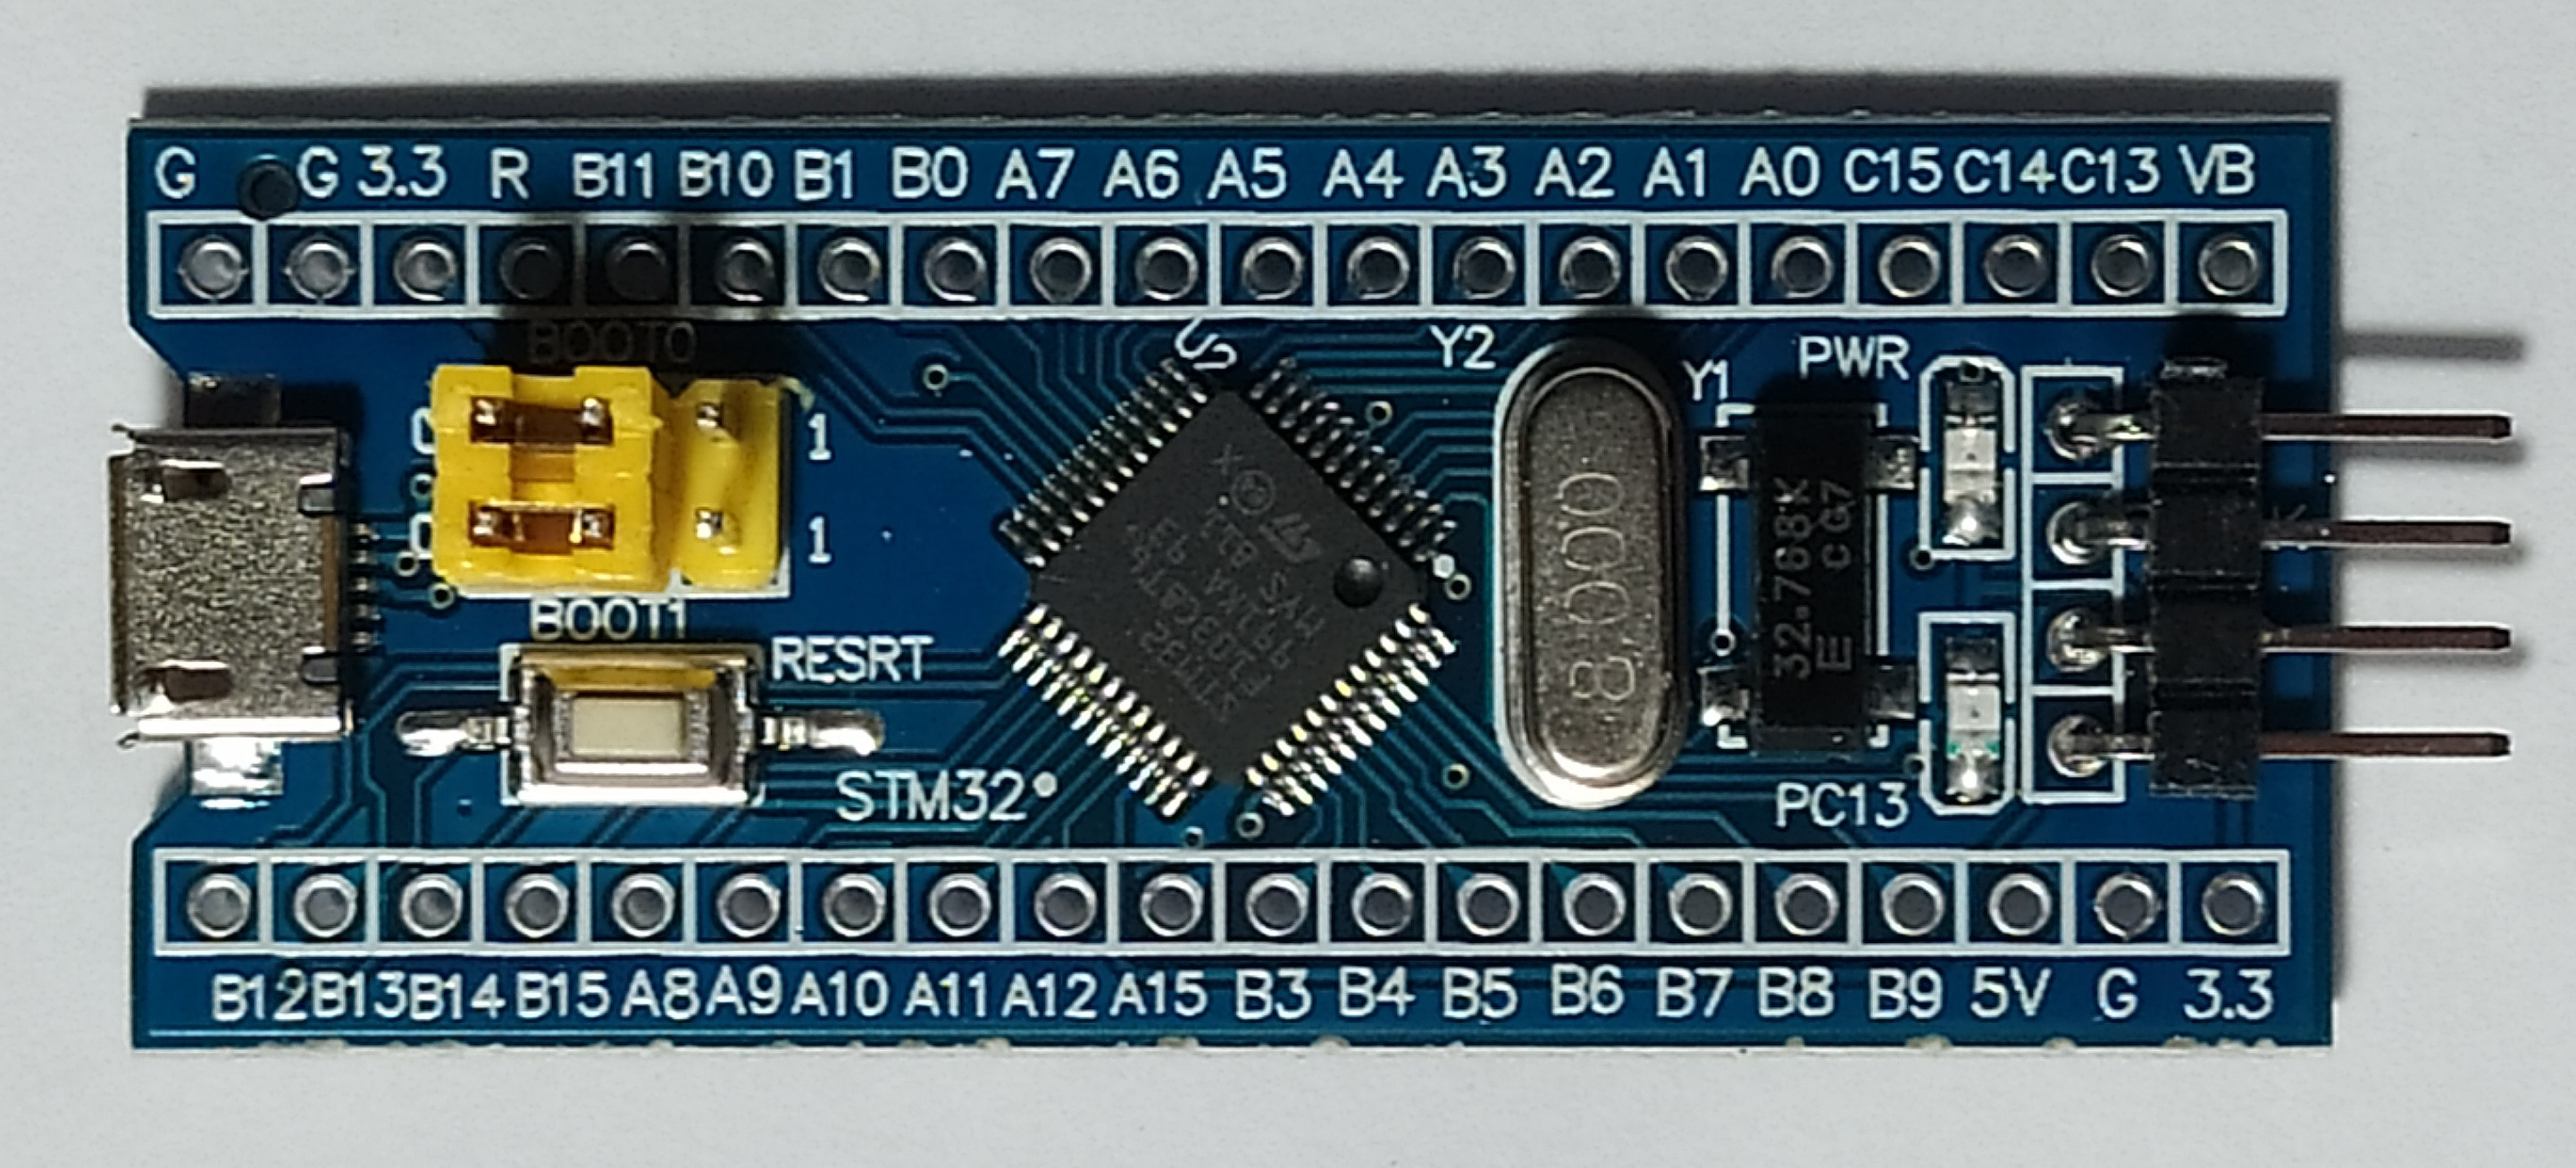 G G 3.3 R B11 B10 B1 B0 A7 A6 A5 A4 A3 A2 A1 A0 C15 C14 C13 VB
BOOT0
Y2
Y1
PWR
1
1
BOOT1
RESRT
STM32
8.000
32.768K
E CG7
STM32
PC13
B12 B13 B14 B15 A8 A9 A10 A11 A12 A15 B3 B4 B5 B6 B7 B8 B9 5V G 3.3